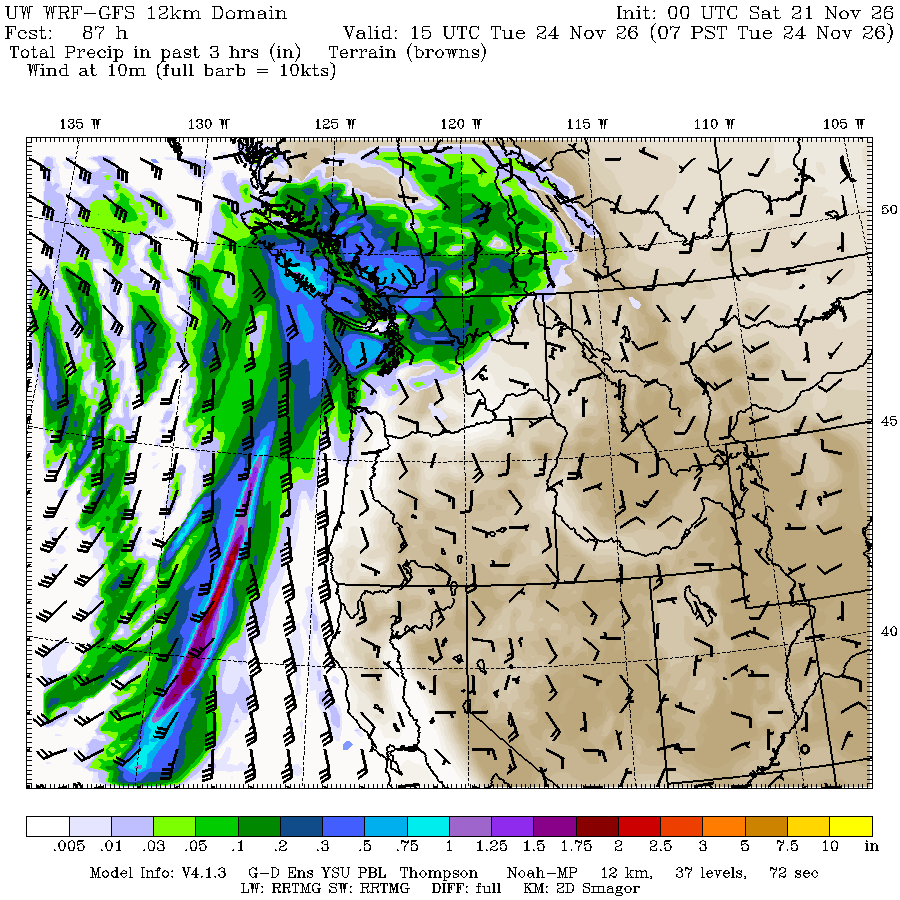 UW WRF-GFS 12km Domain Init: 00 UTC Sat 21 Nov 26
Fcst: 87 h Valid: 15 UTC Tue 24 Nov 26 (07 PST Tue 24 Nov 26)
Total Precip in past 3 hrs (in) Terrain (browns)
Wind at 10m (full barb = 10kts)
135 W 130 W 125 W 120 W 115 W 110 W 105 W
50
45
40
.005 .01 .03 .05 .1 .2 .3 .5 .75 1 1.25 1.5 1.75 2 2.5 3 5 7.5 10 in
Model Info: V4.1.3 G-D Ens YSU PBL Thompson Noah-MP 12 km, 37 levels, 72 sec
LW: RRTMG SW: RRTMG DIFF: full KM: 2D Smagor